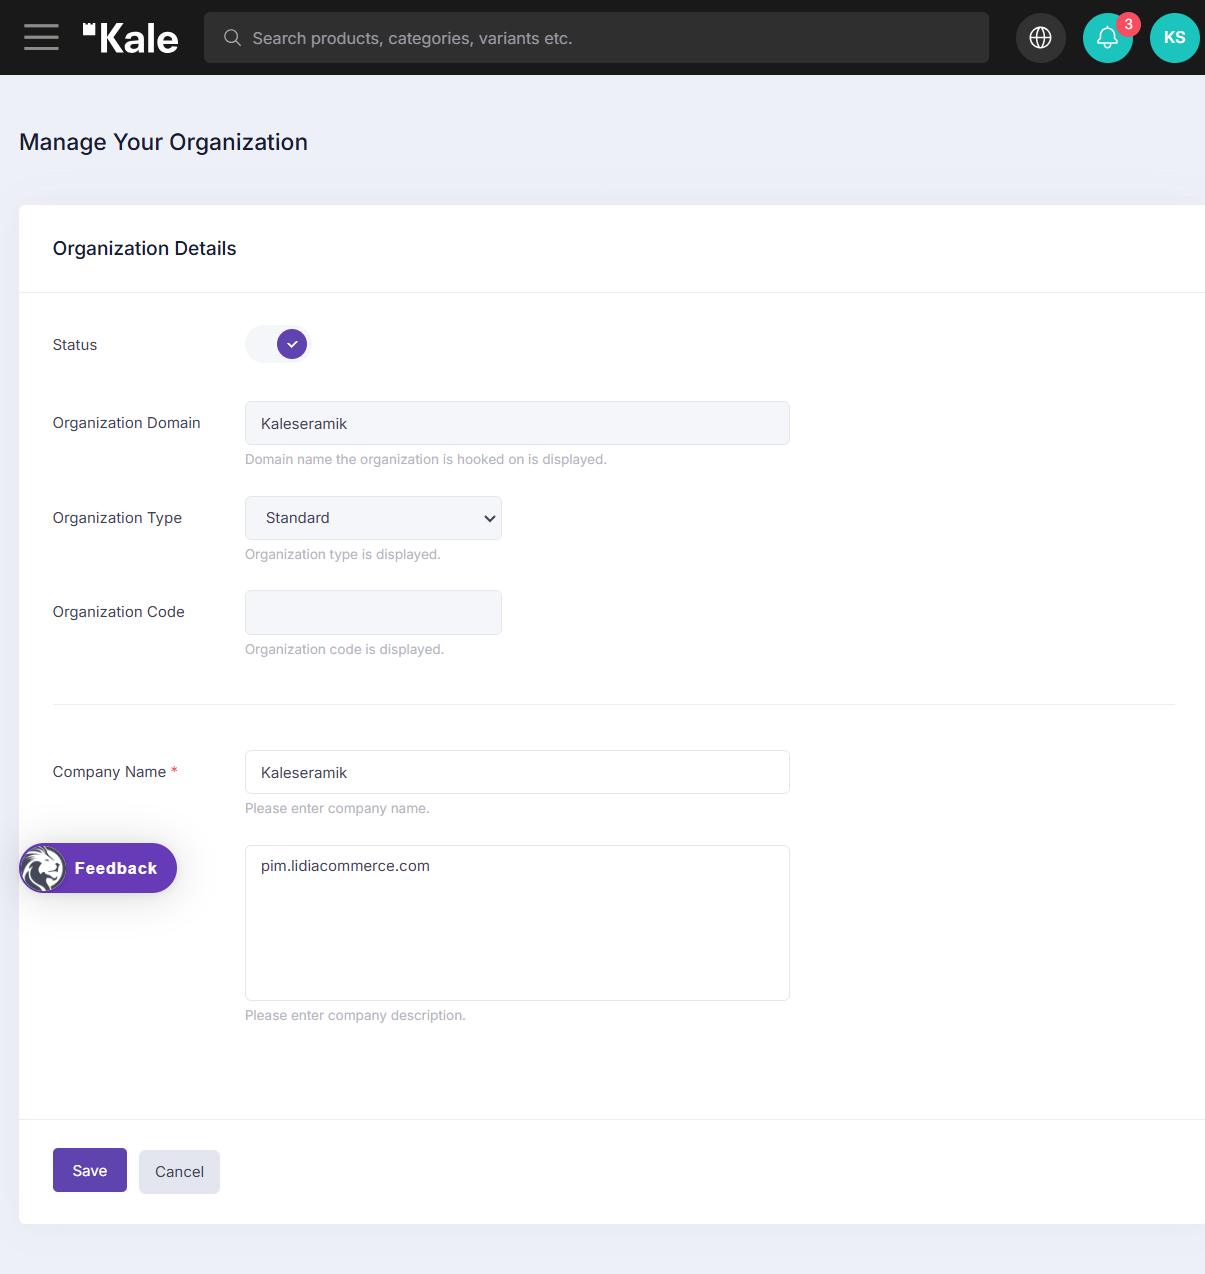 Kale
Search products, categories, variants etc.
3
KS
Manage Your Organization
Organization Details
Status
Organization Domain
Kaleseramik
Domain name the organization is hooked on is displayed.
Organization Type
Standard
Organization type is displayed.
Organization Code
Organization code is displayed.
Company Name *
Kaleseramik
Please enter company name.
Feedback
pim.lidiacommerce.com
Please enter company description.
Save
Cancel